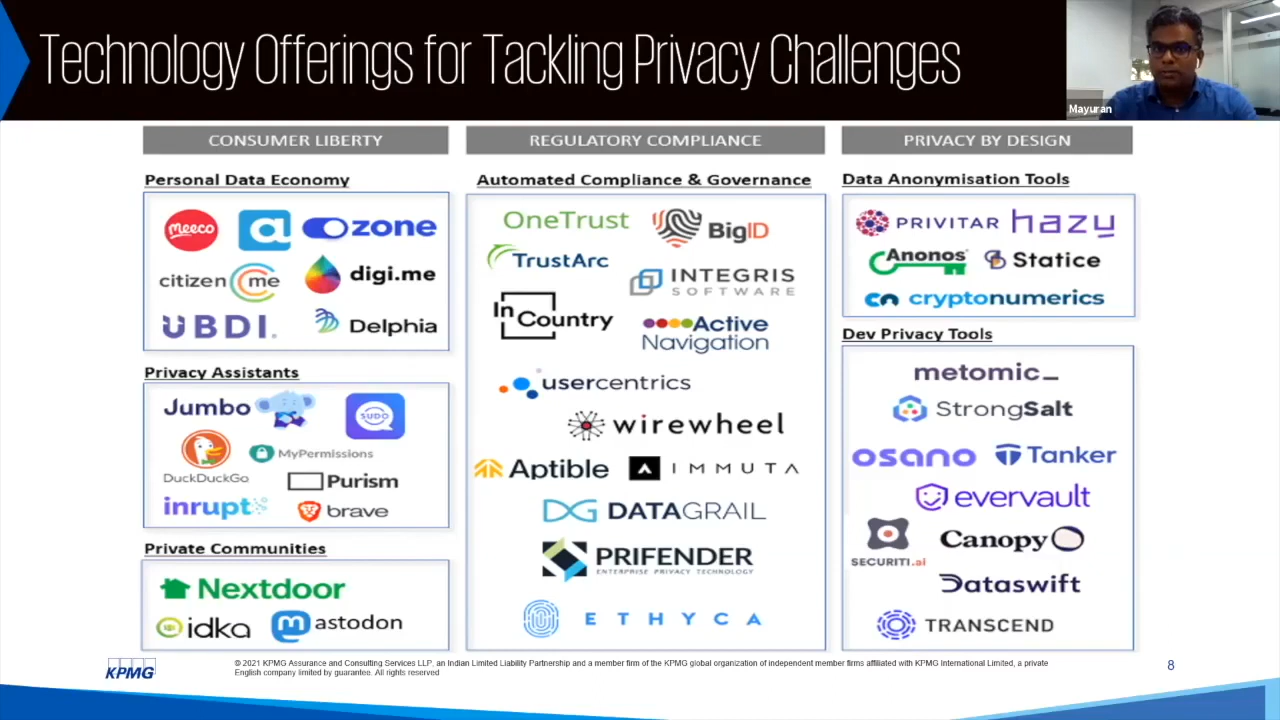 Technology Offerings for Tackling Privacy Challenges
Mayuran
CONSUMER LIBERTY
Personal Data Economy
meeco
a
ozone
citizen me
digi.me
UBDI.
Delphia
Privacy Assistants
Jumbo
SUDO
DuckDuckGo
MyPermissions
Purism
inrupt
brave
Private Communities
Nextdoor
idka
mastodon
REGULATORY COMPLIANCE
Automated Compliance & Governance
OneTrust
BigID
TrustArc
INTEGRIS
SOFTWARE
In
Country
Active
Navigation
usercentrics
wirewheel
Aptible
IMMUTA
DATAGRAIL
PRIFENDER
ENTERPRISE PRIVACY TECHNOLOGY
ETHYCA
PRIVACY BY DESIGN
Data Anonymisation Tools
PRIVITAR
hazy
Anonos
Statice
cryptonumerics
Dev Privacy Tools
metomic_
StrongSalt
osano
Tanker
evervault
SECURITI.ai
Canopy
Dataswift
TRANSCEND
KPMG
© 2021 KPMG Assurance and Consulting Services LLP, an Indian Limited Liability Partnership and a member firm of the KPMG global organization of independent member firms affiliated with KPMG International Limited, a private
English company limited by guarantee. All rights reserved
8